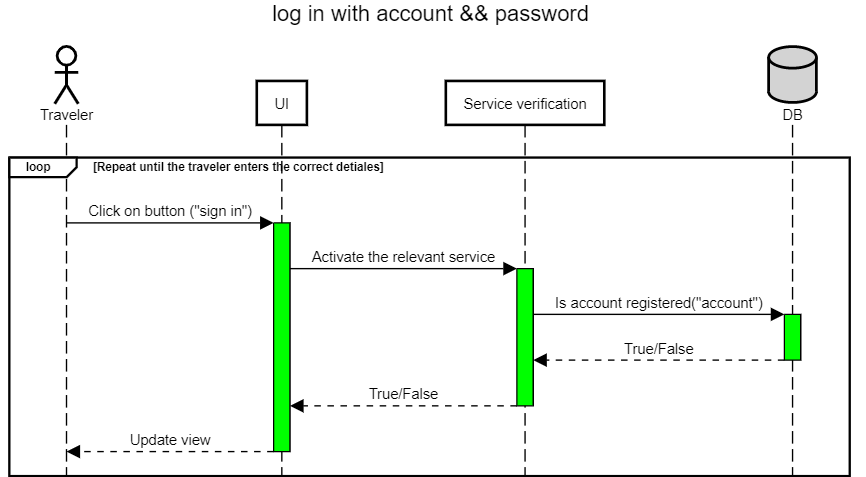 log in with account && password
Traveler
UI
Service verification
DB
loop
[Repeat until the traveler enters the correct detiales]
Click on button ("sign in")
Activate the relevant service
Is account registered("account")
True/False
True/False
Update view